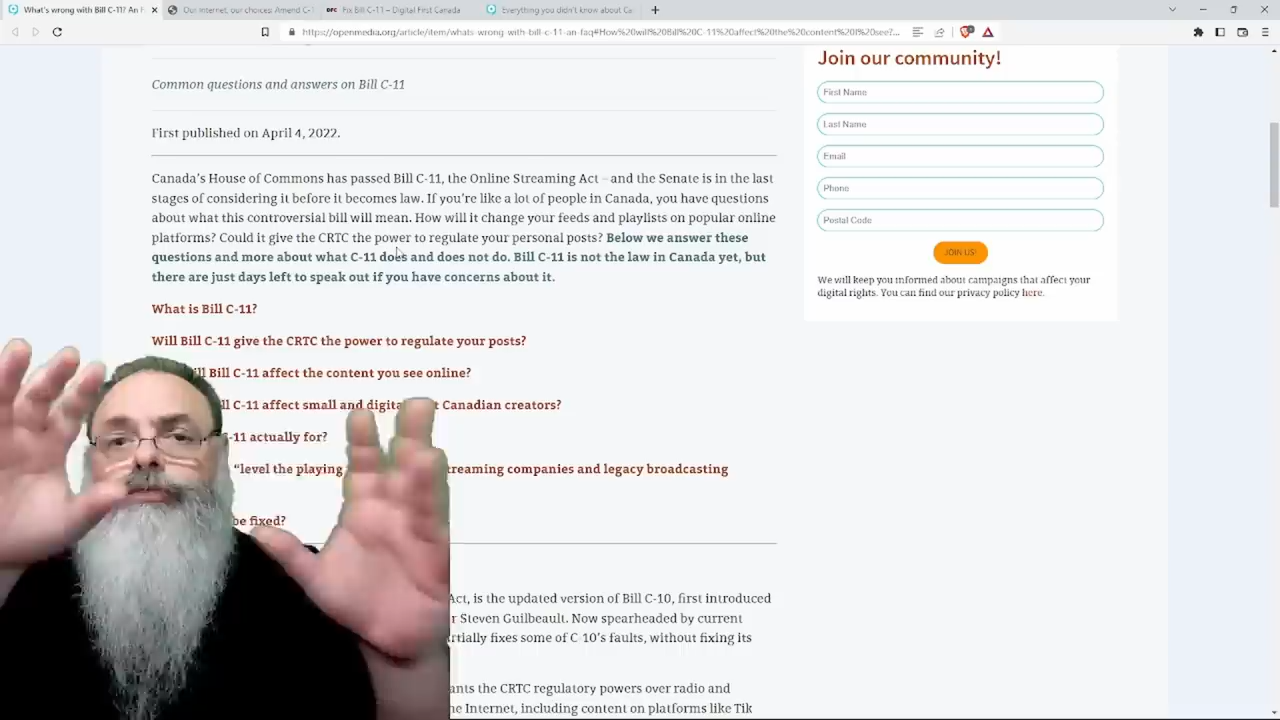 What's wrong with Bill C-11? An F
Our Internet, our choices: Amend C-1
DFC Fix Bill C-11 – Digital First Canada
Everything you didn't know about Ca
https://openmedia.org/article/item/whats-wrong-with-bill-c-11-an-faq#How%20will%20Bill%20C-11%20affect%20the%20content%20I%20see?...
Common questions and answers on Bill C-11
First published on April 4, 2022.
Canada's House of Commons has passed Bill C-11, the Online Streaming Act – and the Senate is in the last
stages of considering it before it becomes law. If you're like a lot of people in Canada, you have questions
about what this controversial bill will mean. How will it change your feeds and playlists on popular online
platforms? Could it give the CRTC the power to regulate your personal posts? Below we answer these
questions and more about what C-11 does and does not do. Bill C-11 is not the law in Canada yet, but
there are just days left to speak out if you have concerns about it.
What is Bill C-11?
Will Bill C-11 give the CRTC the power to regulate your posts?
Bill C-11 affect the content you see online?
C-11 affect small and digital Canadian creators?
C-11 actually for?
"level the playing streaming companies and legacy broadcasting
be fixed?
Act, is the updated version of Bill C-10, first introduced
r Steven Guilbeault. Now spearheaded by current
partially fixes some of C-10's faults, without fixing its
grants the CRTC regulatory powers over radio and
the Internet, including content on platforms like Tik
Join our community!
First Name
Last Name
Email
Phone
Postal Code
JOIN US!
We will keep you informed about campaigns that affect your
digital rights. You can find our privacy policy here.